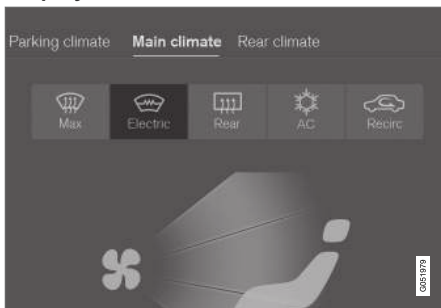 Parking climate Main climate Rear climate
Max Electric Rear AC Recirc
G051979